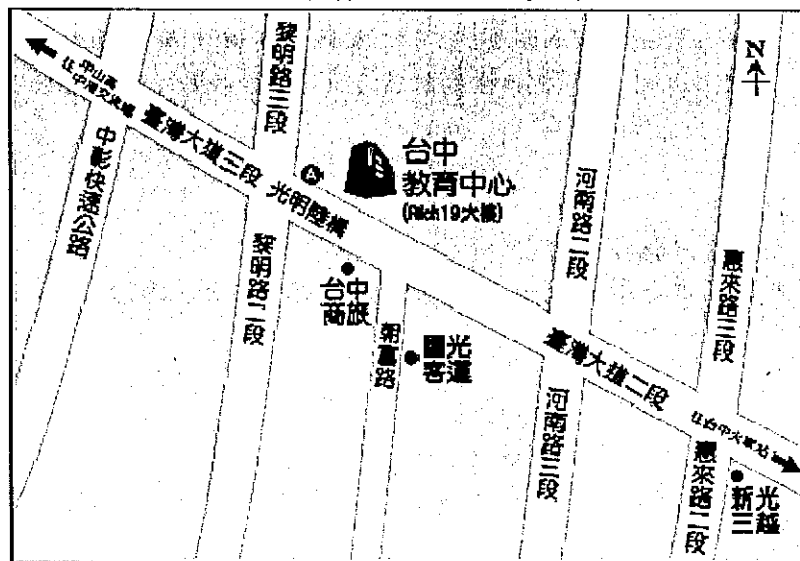 黎明路三段
N
中山高
往中港交流道
中彰快速公路
臺灣大道三段
光明陸橋
A
台中
教育中心
(Rich19大樓)
河南路二段
惠來路三段
黎明路二段
台中
商旅
朝富路
國光
客運
臺灣大道二段
往台中火車站
河南路三段
惠來路二段
新光
三越